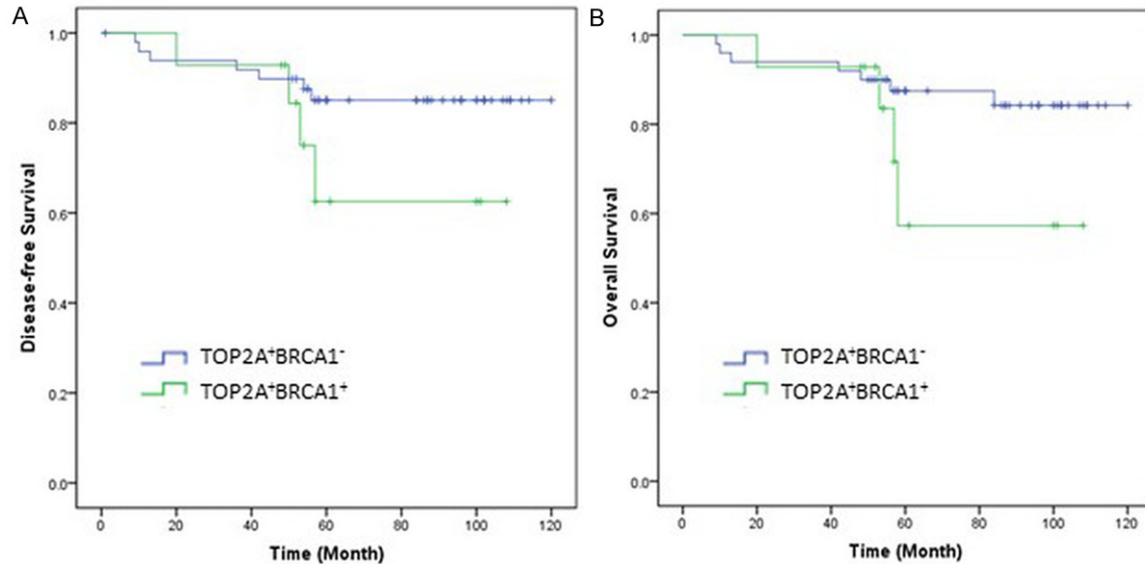 A
Disease-free Survival
1.0
0.8
0.6
0.4
0.2
0.0
TOP2A⁺BRCA1⁻
TOP2A⁺BRCA1⁺
0 20 40 60 80 100 120
Time (Month)
B
Overall Survival
1.0
0.8
0.6
0.4
0.2
0.0
TOP2A⁺BRCA1⁻
TOP2A⁺BRCA1⁺
0 20 40 60 80 100 120
Time (Month)